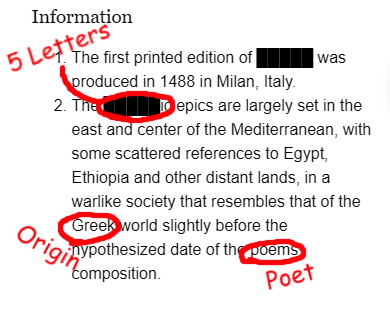 Information
5 Letters
1. The first printed edition of █████ was
produced in 1488 in Milan, Italy.
2. The █████ic epics are largely set in the
east and center of the Mediterranean, with
some scattered references to Egypt,
Ethiopia and other distant lands, in a
warlike society that resembles that of the
Greek world slightly before the
hypothesized date of the poems
composition.
Origin
Poet